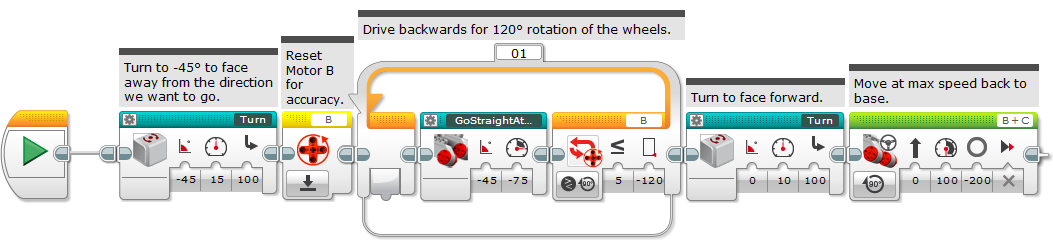 Drive backwards for 120° rotation of the wheels.
01
Turn to -45° to face
away from the direction
we want to go.
Reset
Motor B
for
accuracy.
Turn to face forward.
Move at max speed back to
base.
Turn
B
GoStraightAt...
B
Turn
B+C
-45 15 100
-45 -75
≤
90°
5 -120
0 10 100
90°
0 100 -200